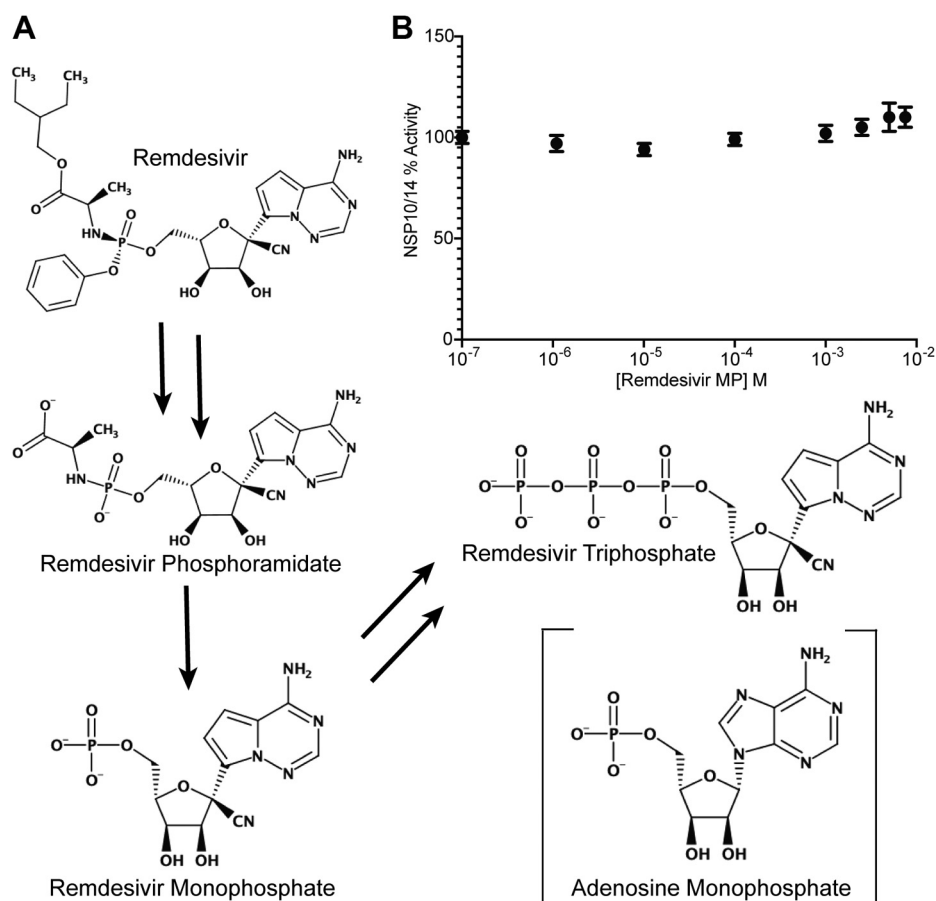 A
B
CH₃
CH₃
O
O
CH₃
O
HN
P
O
O
O
CN
HO
OH
NH₂
N
N
N
Remdesivir
150
100
50
0
NSP10/14 % Activity
10⁻⁷ 10⁻⁶ 10⁻⁵ 10⁻⁴ 10⁻³ 10⁻²
[Remdesivir MP] M
O⁻
O
CH₃
HN
O
P
O⁻
O
O
CN
HO OH
NH₂
N
N
N
Remdesivir Phosphoramidate
O O O
O⁻ P O P O P O
O⁻ O⁻ O⁻
O
CN
OH OH
NH₂
N
N
N
Remdesivir Triphosphate
O
O⁻ P O
O⁻
O
CN
OH OH
NH₂
N
N
N
Remdesivir Monophosphate
O
O⁻ P O
O⁻
O
OH OH
NH₂
N
N
N
N
Adenosine Monophosphate